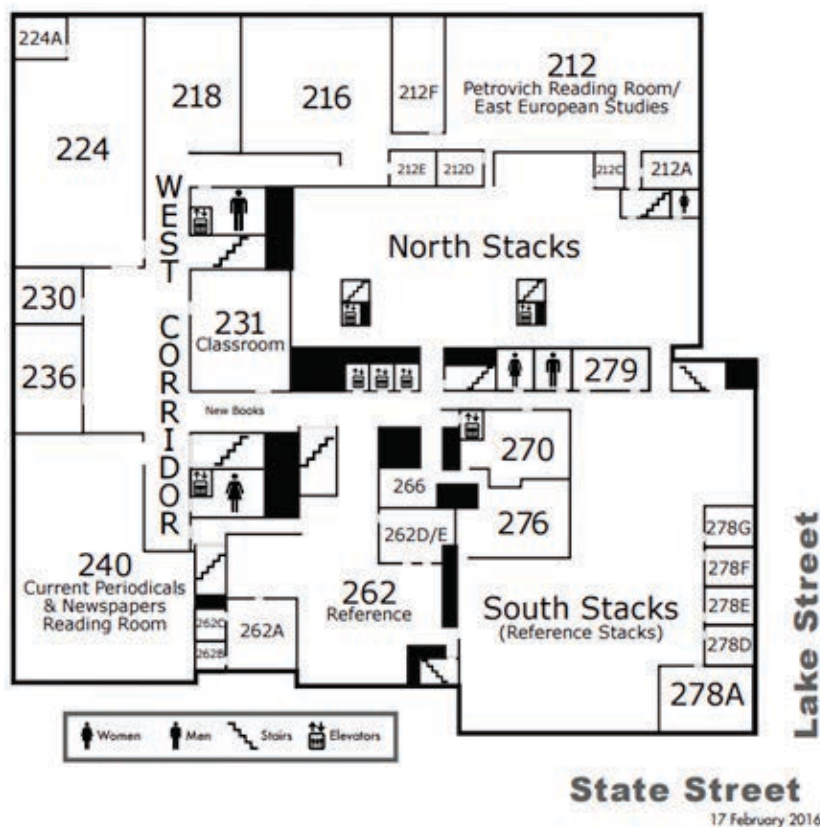 224A
224
218
216
212F
212
Petrovich Reading Room/
East European Studies
212E
212D
212C
212A
WEST CORRIDOR
North Stacks
230
231
Classroom
236
279
New Books
270
266
276
262D/E
278G
278F
278E
278D
278A
240
Current Periodicals
& Newspapers
Reading Room
262
Reference
262C
262B
262A
South Stacks
(Reference Stacks)
Women
Men
Stairs
Elevators
Lake Street
State Street
17 February 2016